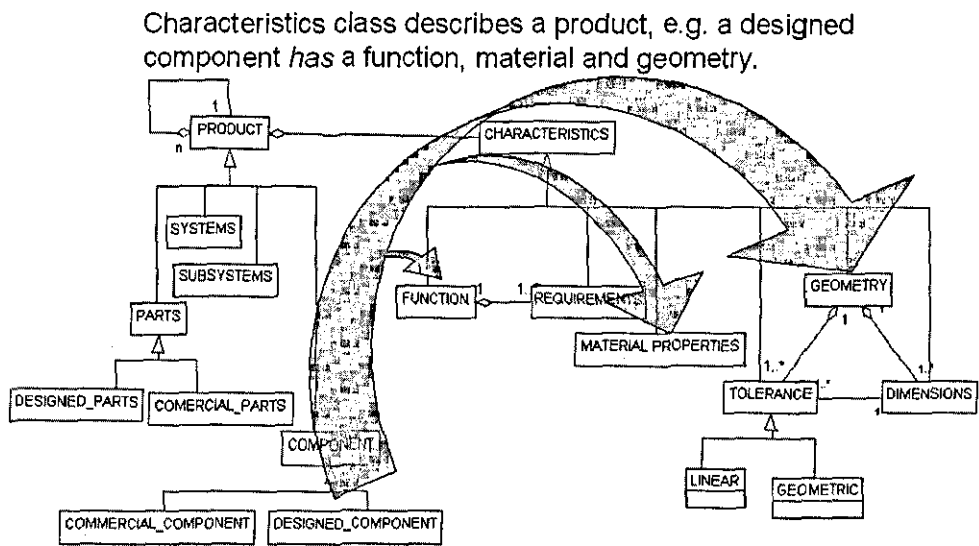 Characteristics class describes a product, e.g. a designed
component has a function, material and geometry.
1
PRODUCT
n
CHARACTERISTICS
SYSTEMS
SUBSYSTEMS
PARTS
FUNCTION
1
1..
REQUIREMENTS
GEOMETRY
1
1
MATERIAL PROPERTIES
1..*
1..*
DESIGNED_PARTS
COMERCIAL_PARTS
TOLERANCE
..*
1
DIMENSIONS
COMPONENT
LINEAR
GEOMETRIC
COMMERCIAL_COMPONENT
DESIGNED_COMPONENT